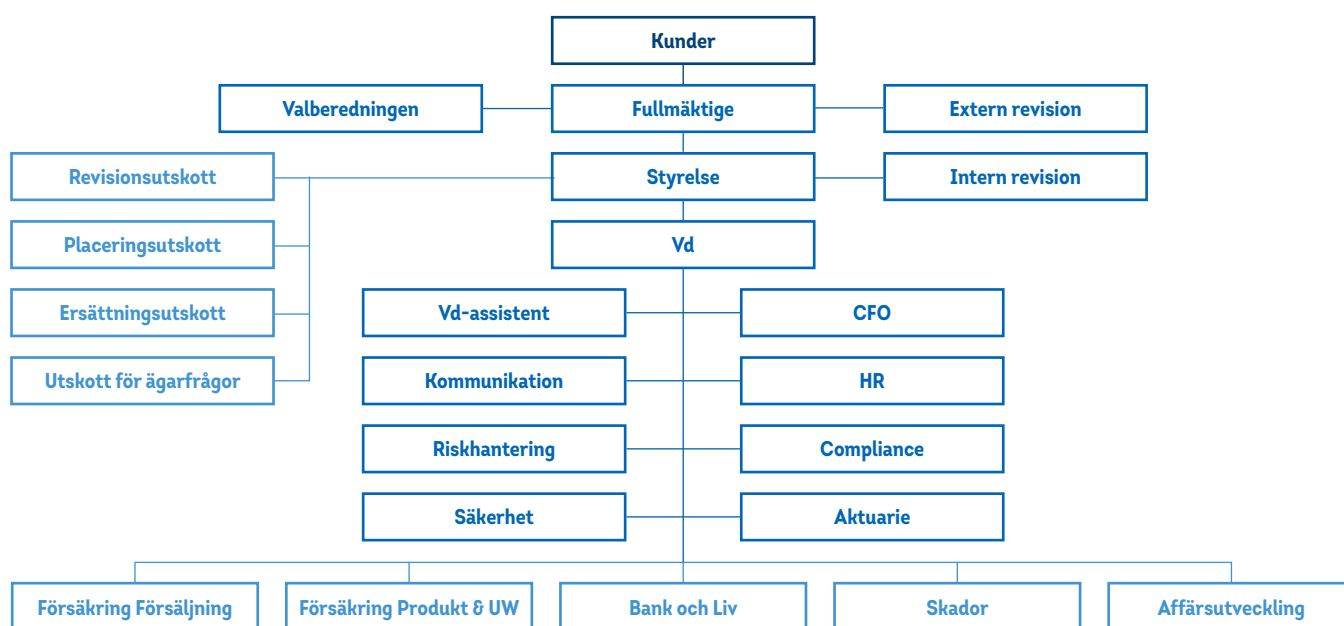 Kunder
Valberedningen
Fullmäktige
Extern revision
Revisionsutskott
Styrelse
Intern revision
Placeringsutskott
Vd
Ersättningsutskott
Vd-assistent
CFO
Utskott för ägarfrågor
Kommunikation
HR
Riskhantering
Compliance
Säkerhet
Aktuarie
Försäkring Försäljning
Försäkring Produkt & UW
Bank och Liv
Skador
Affärsutveckling